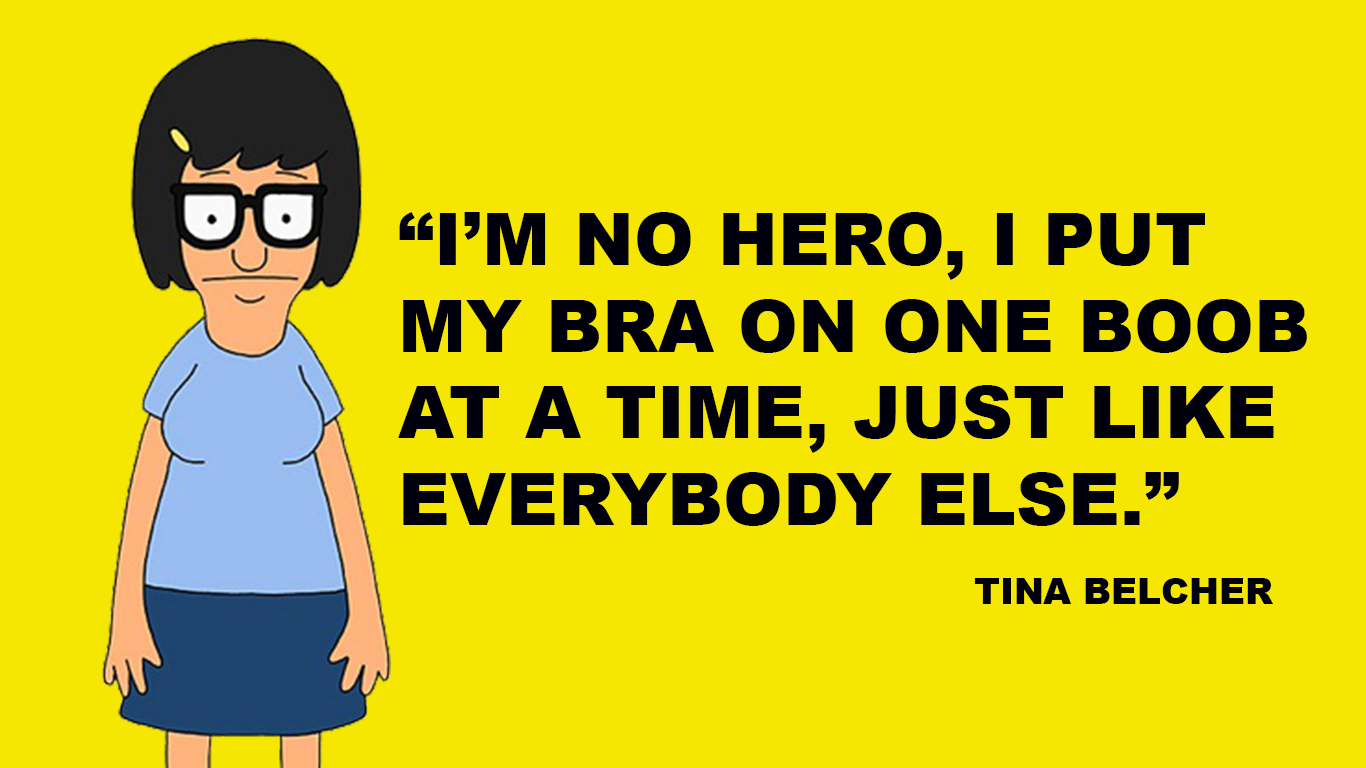 “I’M NO HERO, I PUT
MY BRA ON ONE BOOB
AT A TIME, JUST LIKE
EVERYBODY ELSE.”
TINA BELCHER